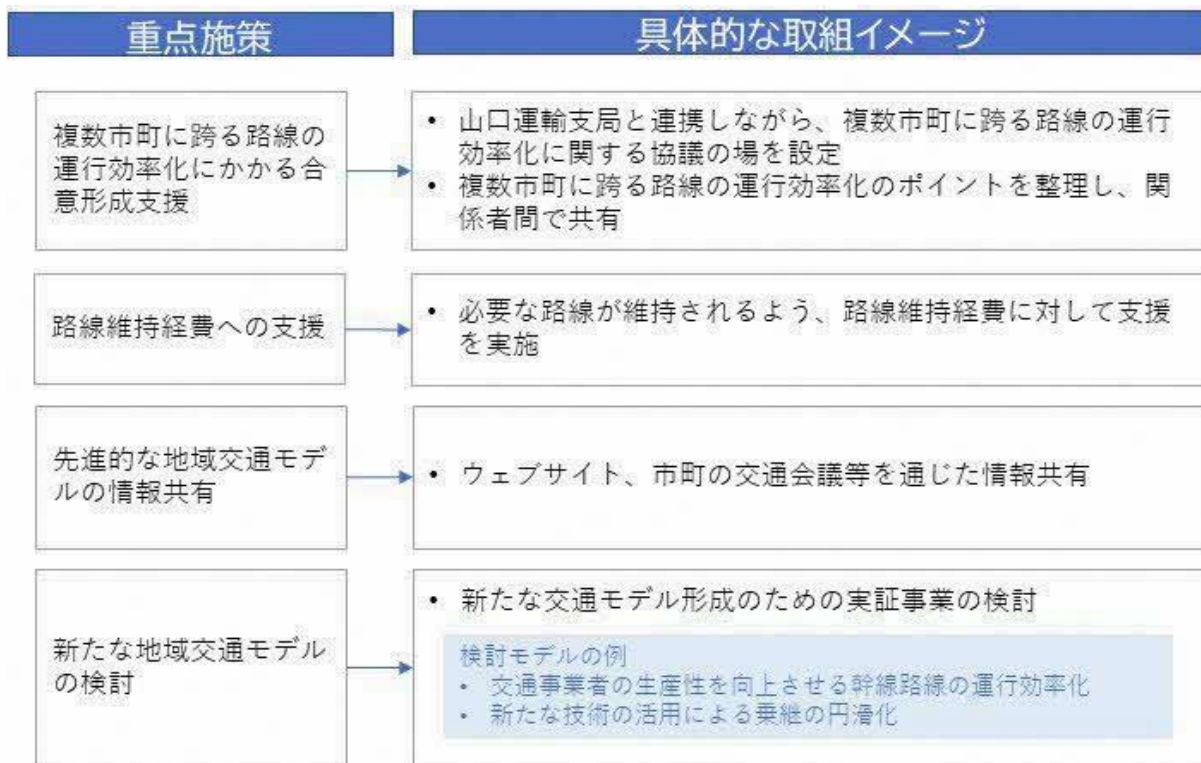 重点施策
具体的な取組イメージ
複数市町に跨る路線の
運行効率化にかかる合
意形成支援
• 山口運輸支局と連携しながら、複数市町に跨る路線の運行
効率化に関する協議の場を設定
• 複数市町に跨る路線の運行効率化のポイントを整理し、関
係者間で共有
路線維持経費への支援
• 必要な路線が維持されるよう、路線維持経費に対して支援
を実施
先進的な地域交通モデ
ルの情報共有
• ウェブサイト、市町の交通会議等を通じた情報共有
新たな地域交通モデル
の検討
• 新たな交通モデル形成のための実証事業の検討
検討モデルの例
• 交通事業者の生産性を向上させる幹線路線の運行効率化
• 新たな技術の活用による乗継の円滑化